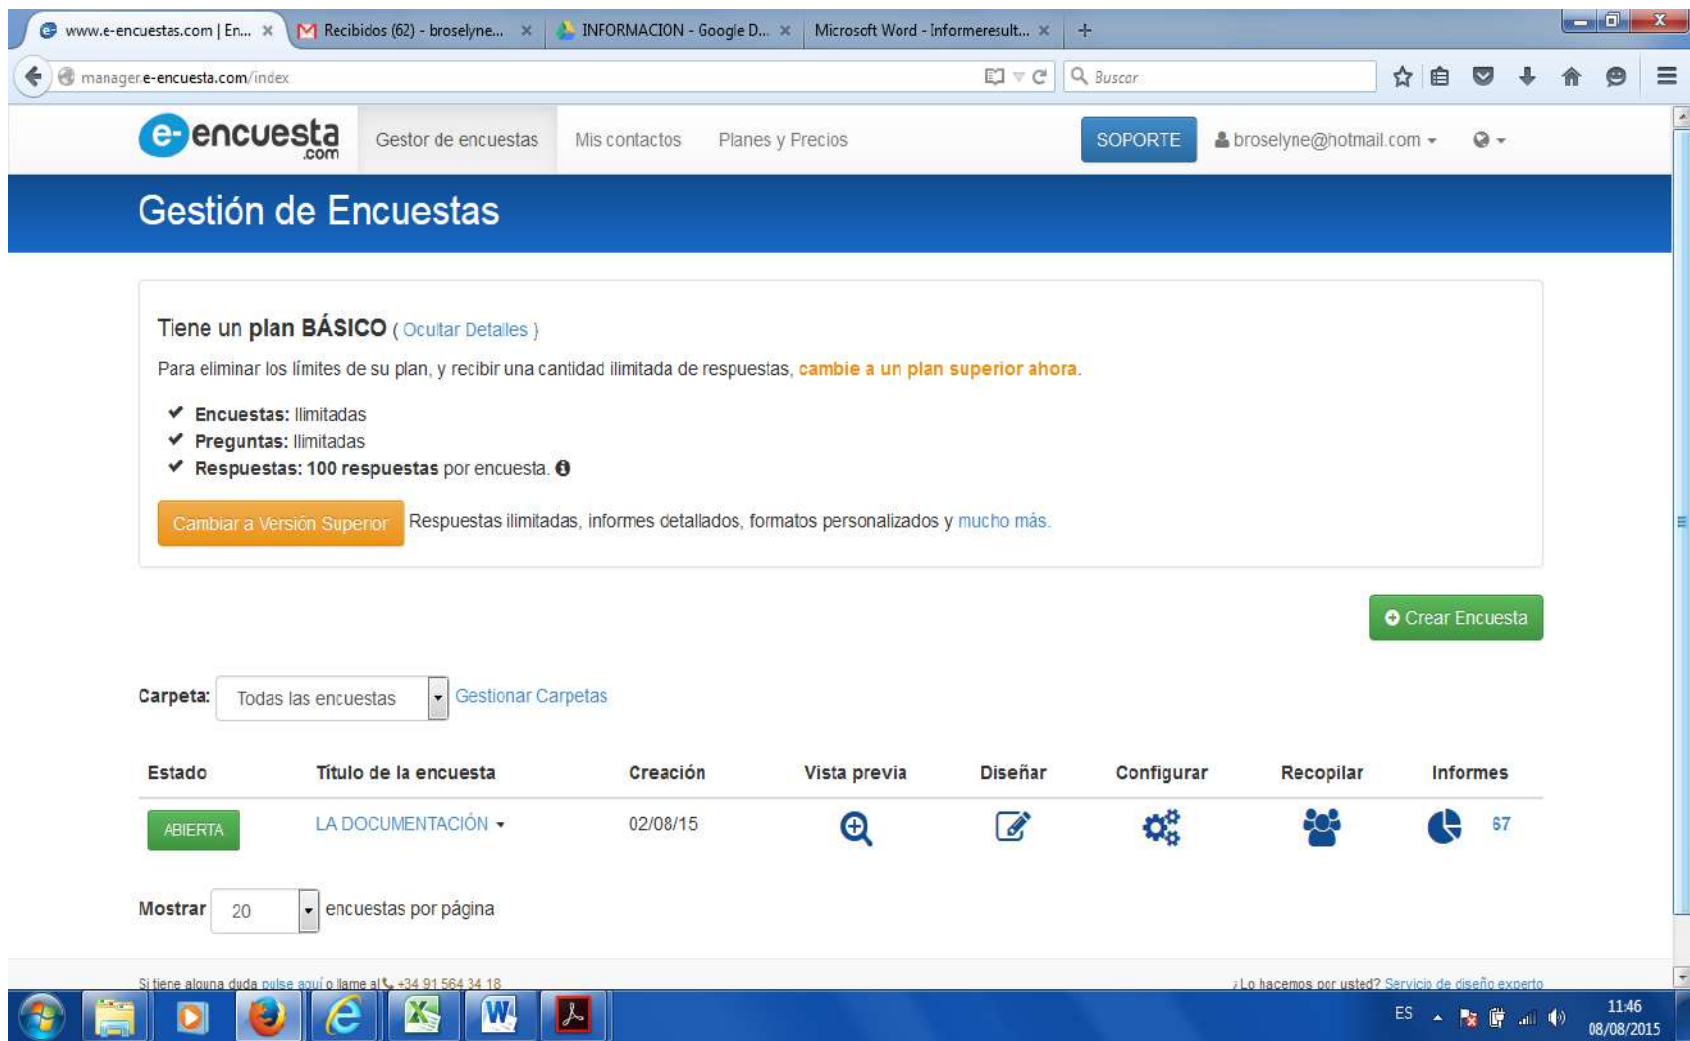 www.e-encuestas.com | En... Recibidos (62) - broselyne... INFORMACION - Google D... Microsoft Word - Informeresult...
manager.e-encuesta.com/index Buscar
e-encuesta.com Gestor de encuestas Mis contactos Planes y Precios SOPORTE broselyne@hotmail.com
Gestión de Encuestas
Tiene un plan BÁSICO ( Ocultar Detalles )
Para eliminar los límites de su plan, y recibir una cantidad ilimitada de respuestas, cambie a un plan superior ahora.
Encuestas: Ilimitadas
Preguntas: Ilimitadas
Respuestas: 100 respuestas por encuesta.
Cambiar a Versión Superior Respuestas ilimitadas, informes detallados, formatos personalizados y mucho más.
Crear Encuesta
Carpeta: Todas las encuestas Gestionar Carpetas
Estado Título de la encuesta Creación Vista previa Diseñar Configurar Recopilar Informes
ABIERTA LA DOCUMENTACIÓN 02/08/15 67
Mostrar 20 encuestas por página
Si tiene alguna duda pulse aquí o llame al +34 91 564 34 18 ¿Lo hacemos por usted? Servicio de diseño experto
ES 11:46
08/08/2015